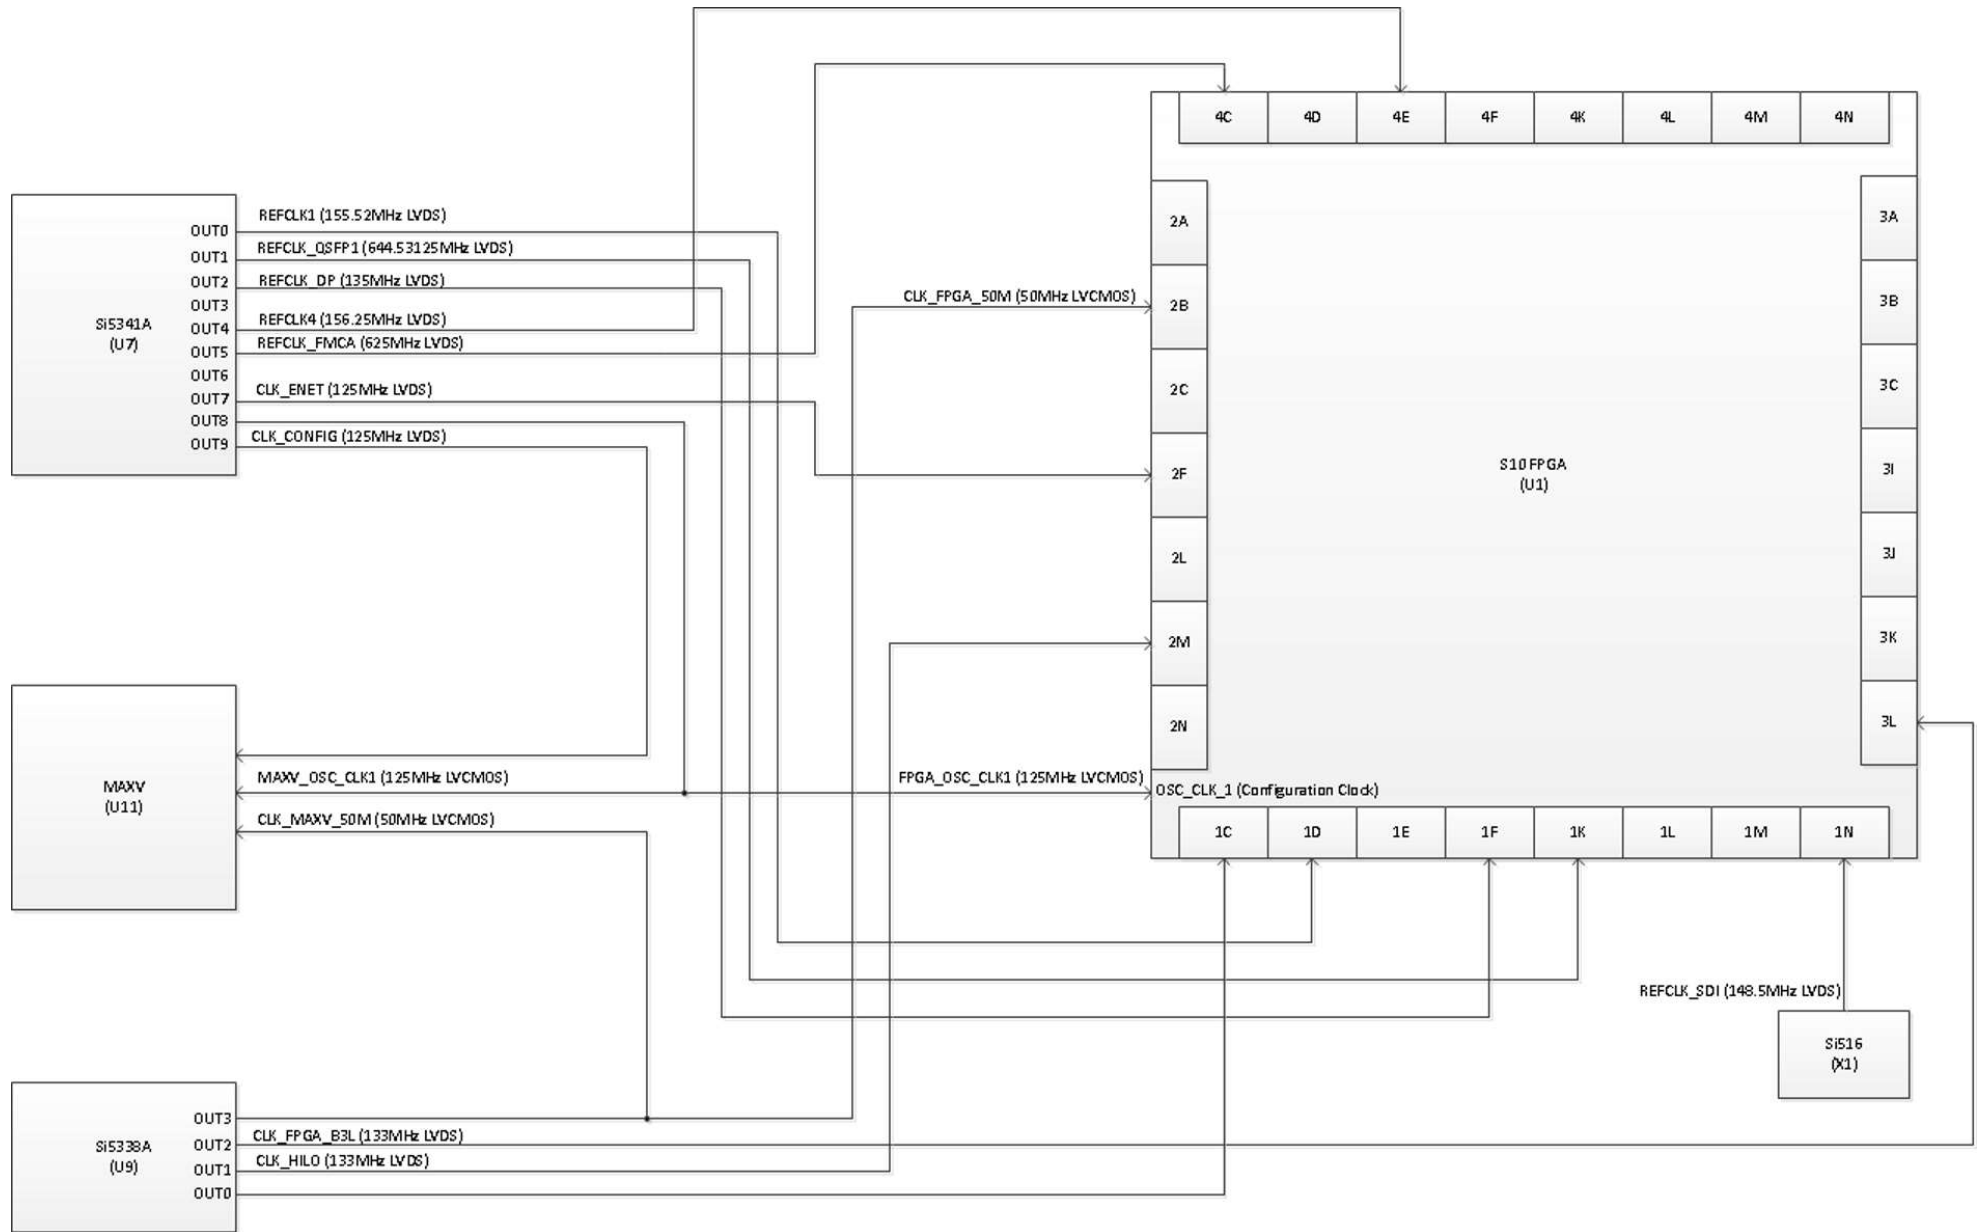 4C
4D
4E
4F
4K
4L
4M
4N
Si5341A
(U7)
OUT0
OUT1
OUT2
OUT3
OUT4
OUT5
OUT6
OUT7
OUT8
OUT9
REFCLK1 (155.52MHz LVDS)
REFCLK_QSFP1 (644.53125MHz LVDS)
REFCLK_DP (135MHz LVDS)
REFCLK4 (156.25MHz LVDS)
REFCLK_FMCA (625MHz LVDS)
CLK_ENET (125MHz LVDS)
CLK_CONFIG (125MHz LVDS)
CLK_FPGA_50M (50MHz LVCMOS)
2A
2B
2C
2F
2L
2M
2N
S10 FPGA
(U1)
3A
3B
3C
3I
3J
3K
3L
MAXV
(U11)
MAXV_OSC_CLK1 (125MHz LVCMOS)
CLK_MAXV_50M (50MHz LVCMOS)
FPGA_OSC_CLK1 (125MHz LVCMOS)
OSC_CLK_1 (Configuration Clock)
1C
1D
1E
1F
1K
1L
1M
1N
REFCLK_SDI (148.5MHz LVDS)
Si516
(X1)
Si5338A
(U9)
OUT3
OUT2
OUT1
OUT0
CLK_FPGA_B3L (133MHz LVDS)
CLK_HILO (133MHz LVDS)